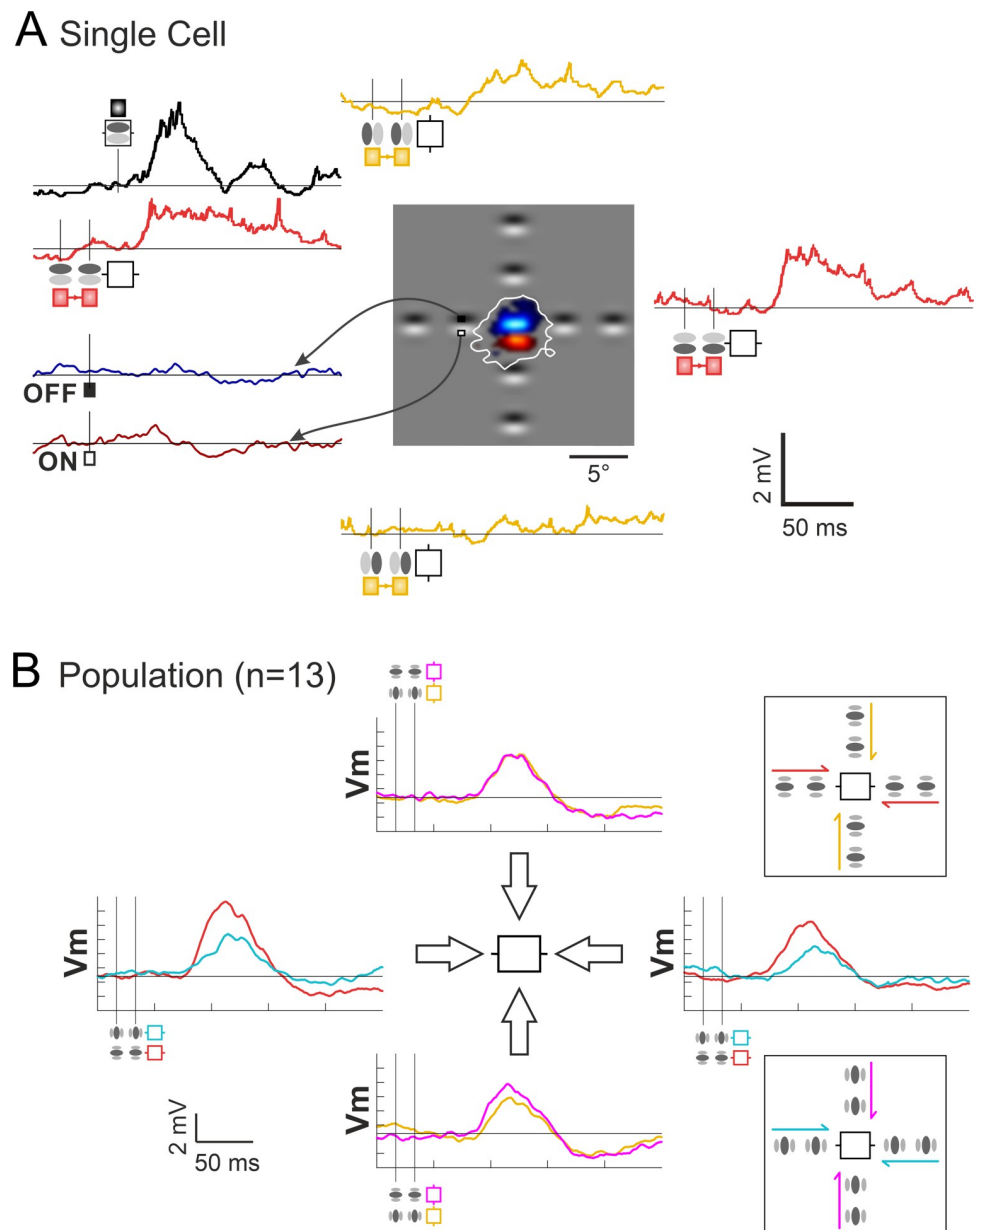 A Single Cell
OFF
ON
5°
2 mV
50 ms
B Population (n=13)
Vm
Vm
Vm
Vm
2 mV
50 ms